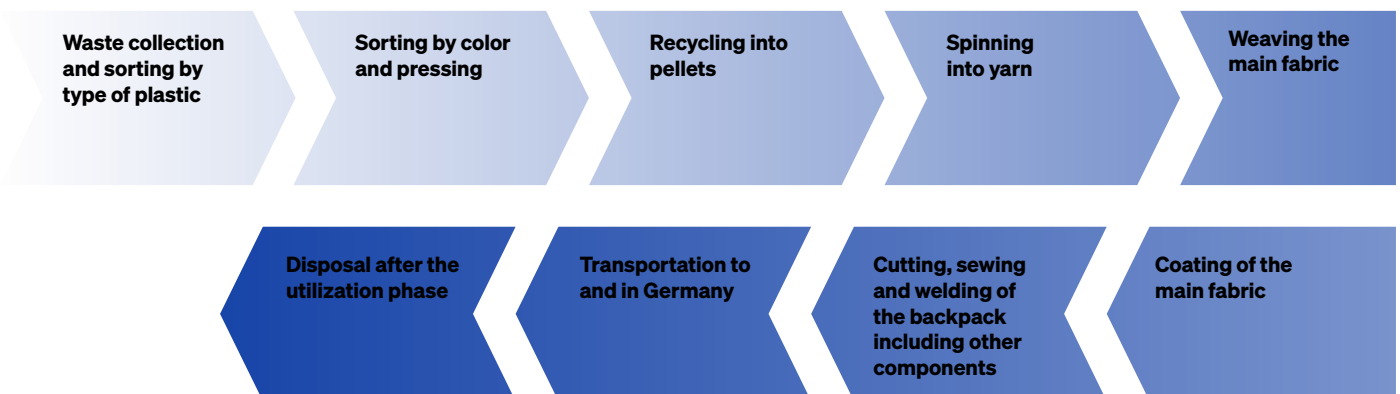 Waste collection
and sorting by
type of plastic
Sorting by color
and pressing
Recycling into
pellets
Spinning
into yarn
Weaving the
main fabric
Coating of the
main fabric
Cutting, sewing
and welding of
the backpack
including other
components
Transportation to
and in Germany
Disposal after the
utilization phase